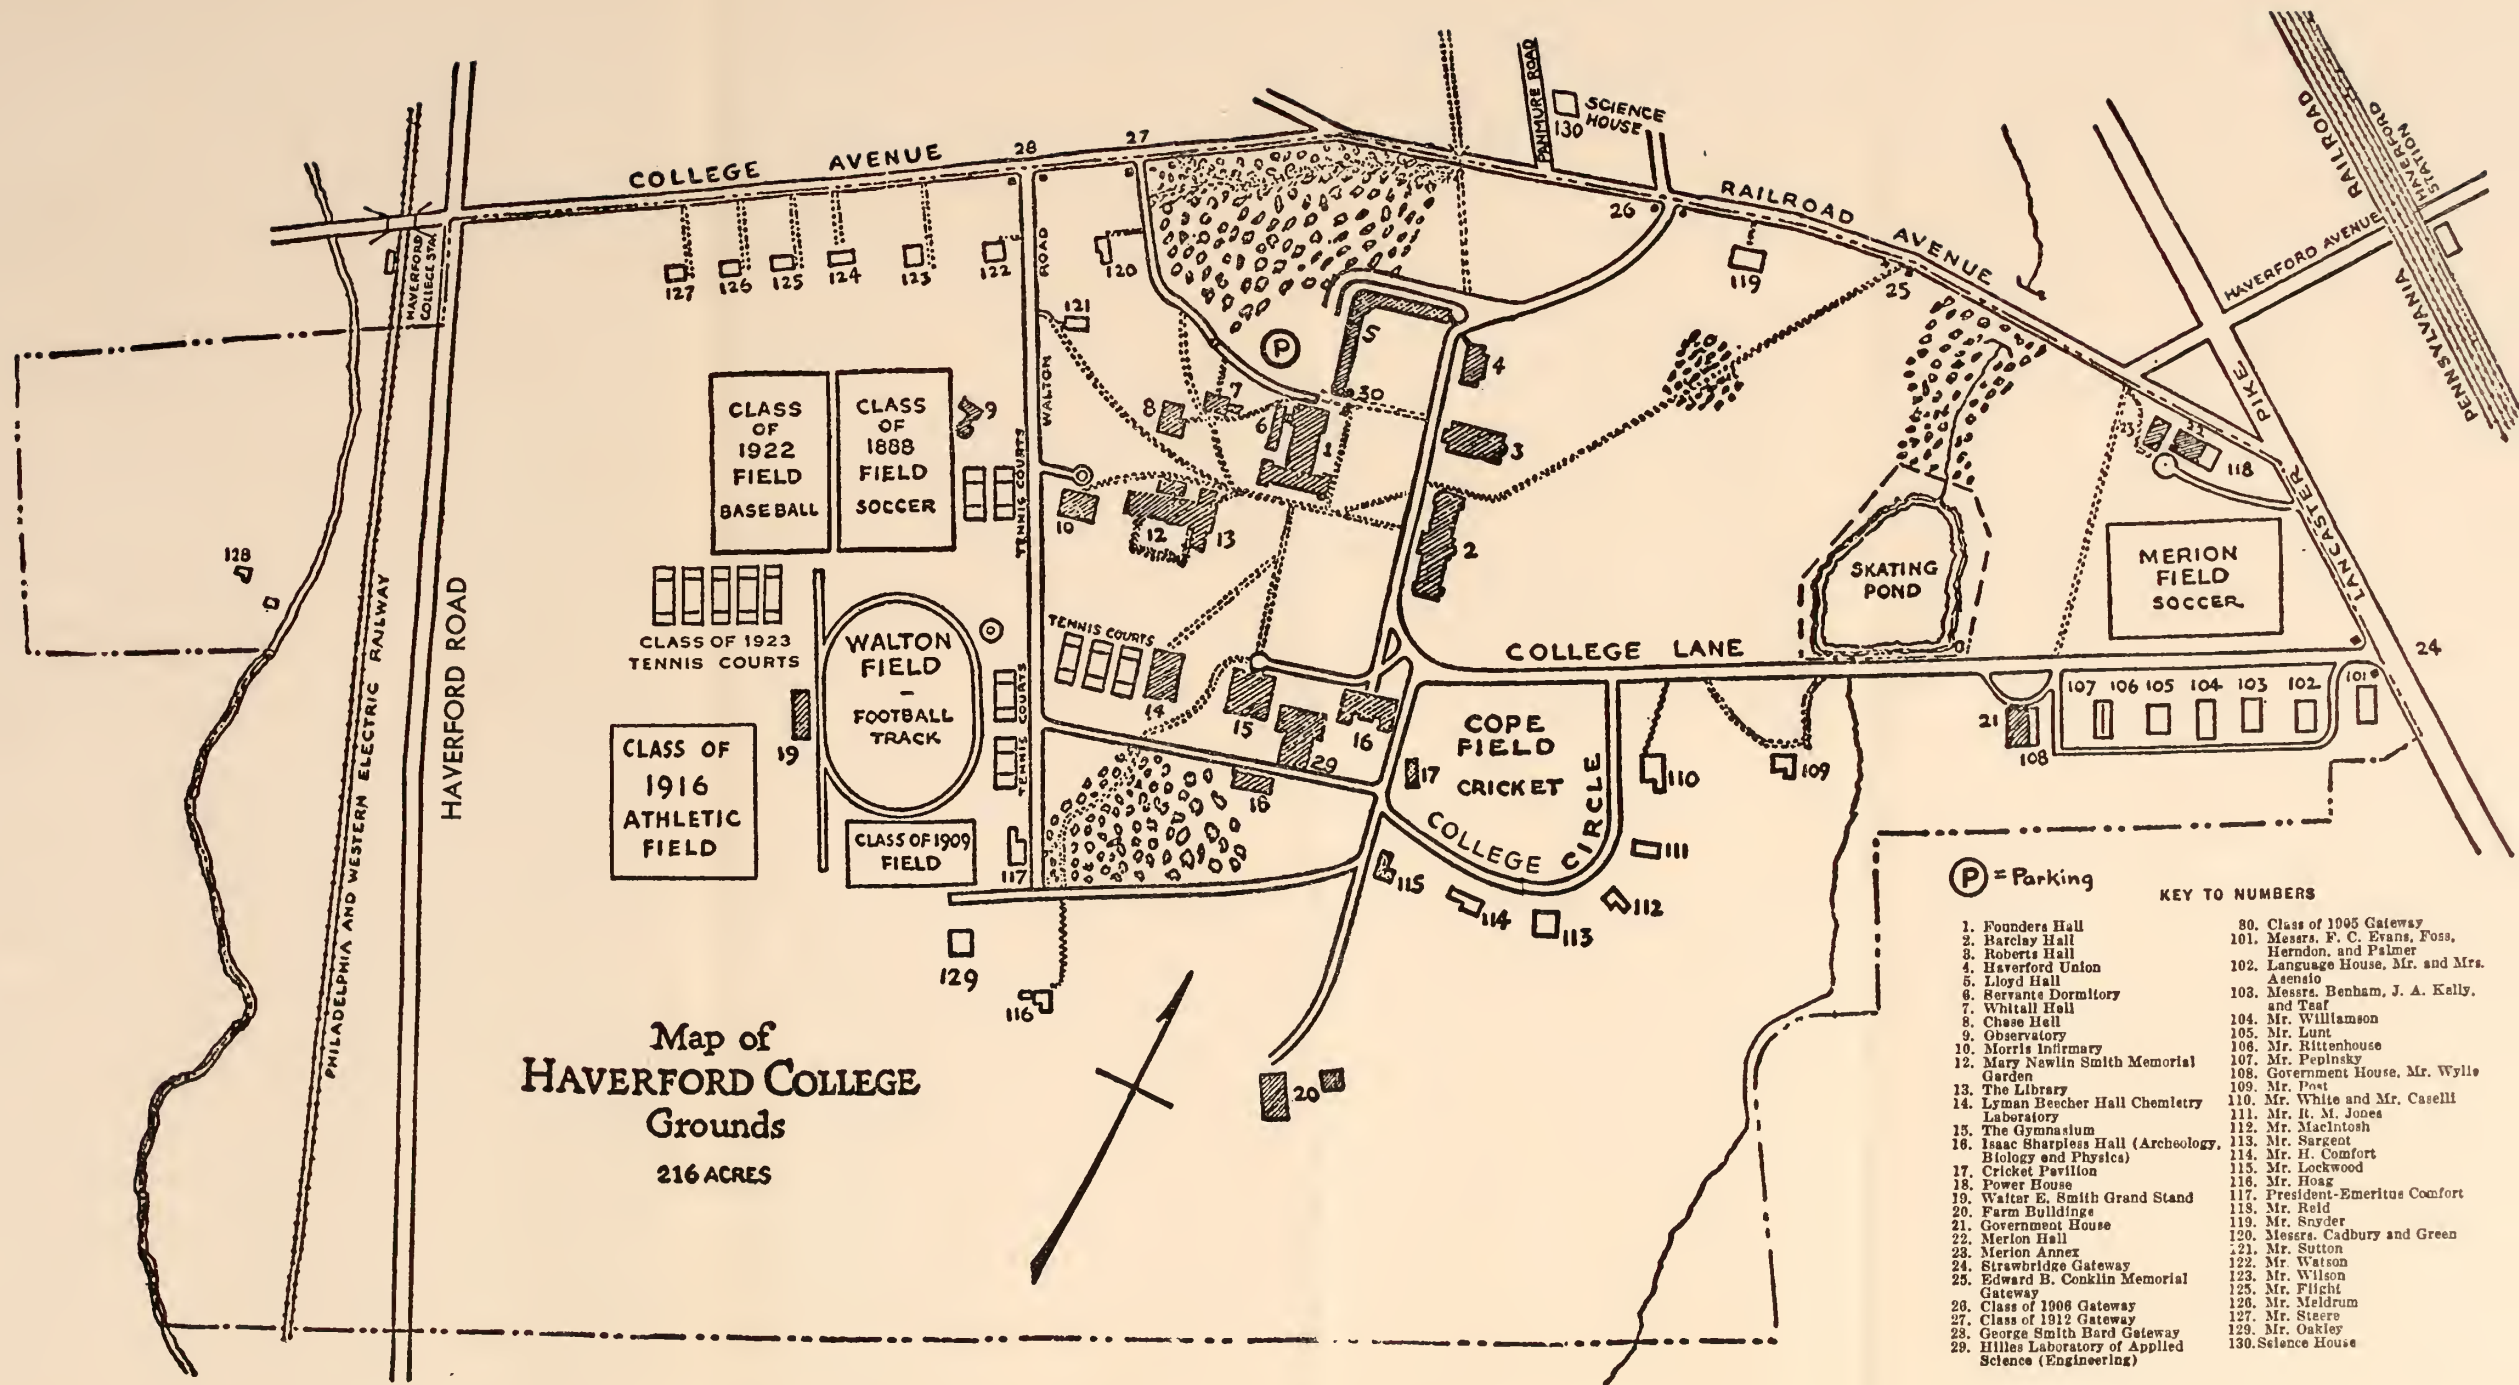 COLLEGE AVENUE
28
27
PANMURE ROAD
SCIENCE
HOUSE
130
26
RAILROAD
AVENUE
25
RAILROAD
HAVERFORD
STATION
HAVERFORD AVENUE
PENNSYLVANIA
PIKE
LANCASTER
HAVERFORD
COLLEGE STA.
127
126
125
124
123
122
ROAD
120
121
119
WALTON
P
5
4
30
7
8
6
1
3
9
CLASS
OF
1922
FIELD
BASEBALL
CLASS
OF
1888
FIELD
SOCCER
TENNIS COURTS
10
12
13
2
23
22
118
SKATING
POND
MERION
FIELD
SOCCER
128
CLASS OF 1923
TENNIS COURTS
WALTON
FIELD
-
FOOTBALL
TRACK
TENNIS COURTS
TENNIS COURTS
14
15
16
29
18
COLLEGE LANE
24
107 106 105 104 103 102 101
21
108
PHILADELPHIA AND WESTERN ELECTRIC RAILWAY
HAVERFORD ROAD
19
CLASS OF
1916
ATHLETIC
FIELD
CLASS OF 1909
FIELD
117
COPE
FIELD
CRICKET
17
COLLEGE CIRCLE
110
109
111
112
113
114
115
129
116
20
Map of
HAVERFORD COLLEGE
Grounds
216 ACRES
P = Parking
KEY TO NUMBERS
1. Founders Hall
2. Barclay Hall
3. Roberts Hall
4. Haverford Union
5. Lloyd Hall
6. Servants Dormitory
7. Whitall Hall
8. Chase Hall
9. Observatory
10. Morris Infirmary
12. Mary Newlin Smith Memorial
Garden
13. The Library
14. Lyman Beecher Hall Chemistry
Laboratory
15. The Gymnasium
16. Isaac Sharpless Hall (Archeology,
Biology and Physics)
17. Cricket Pavilion
18. Power House
19. Walter E. Smith Grand Stand
20. Farm Buildings
21. Government House
22. Merion Hall
23. Merion Annex
24. Strawbridge Gateway
25. Edward B. Conklin Memorial
Gateway
26. Class of 1906 Gateway
27. Class of 1912 Gateway
28. George Smith Bard Gateway
29. Hilles Laboratory of Applied
Science (Engineering)
80. Class of 1905 Gateway
101. Messrs. F. C. Evans, Foss,
Herndon, and Palmer
102. Language House, Mr. and Mrs.
Asensio
103. Messrs. Benham, J. A. Kelly,
and Teaf
104. Mr. Williamson
105. Mr. Lunt
106. Mr. Rittenhouse
107. Mr. Pepinsky
108. Government House, Mr. Wylie
109. Mr. Post
110. Mr. White and Mr. Caselli
111. Mr. R. M. Jones
112. Mr. MacIntosh
113. Mr. Sargent
114. Mr. H. Comfort
115. Mr. Lockwood
116. Mr. Hoag
117. President-Emeritus Comfort
118. Mr. Reid
119. Mr. Snyder
120. Messrs. Cadbury and Green
121. Mr. Sutton
122. Mr. Watson
123. Mr. Wilson
125. Mr. Flight
126. Mr. Meldrum
127. Mr. Steere
129. Mr. Oakley
130. Science House